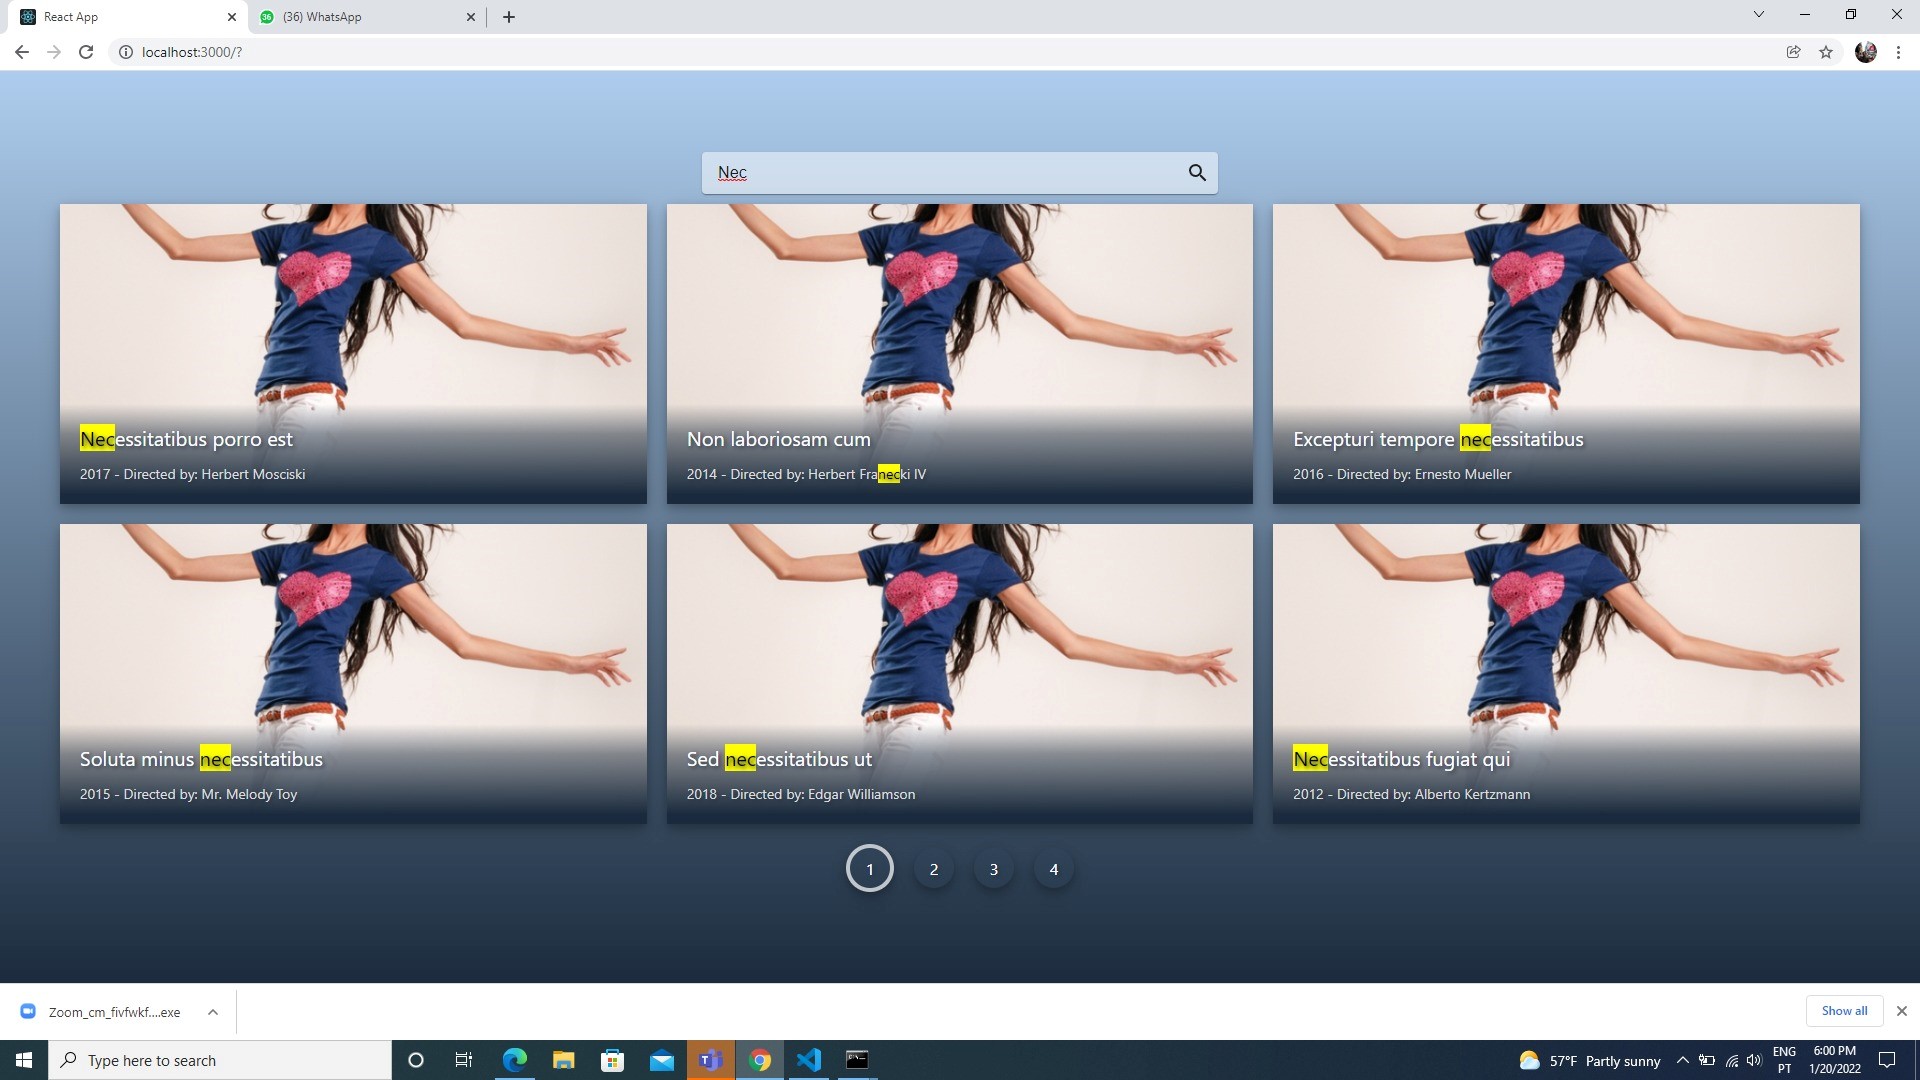 React App
(36) WhatsApp
localhost:3000/?
Nec
Necessitatibus porro est
2017 - Directed by: Herbert Mosciski
Non laboriosam cum
2014 - Directed by: Herbert Franecki IV
Excepturi tempore necessitatibus
2016 - Directed by: Ernesto Mueller
Soluta minus necessitatibus
2015 - Directed by: Mr. Melody Toy
Sed necessitatibus ut
2018 - Directed by: Edgar Williamson
Necessitatibus fugiat qui
2012 - Directed by: Alberto Kertzmann
1 2 3 4
Zoom_cm_fivfwkf....exe
Show all
Type here to search
57°F Partly sunny
ENG
PT
6:00 PM
1/20/2022